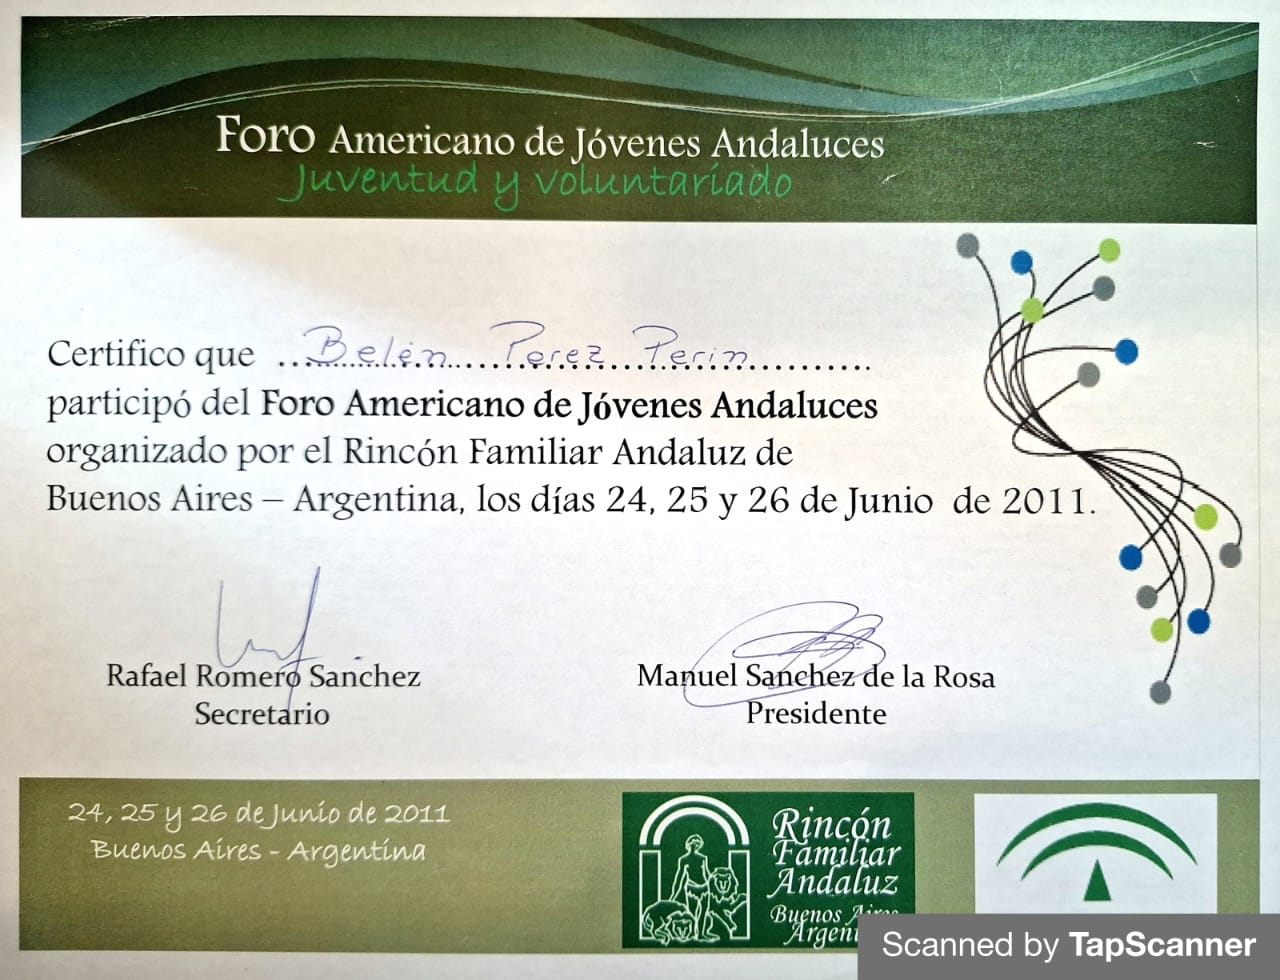 Foro Americano de Jóvenes Andaluces
Juventud y voluntariado
Certifico que ...Belén....Perez..Perin..............
participó del Foro Americano de Jóvenes Andaluces
organizado por el Rincón Familiar Andaluz de
Buenos Aires – Argentina, los días 24, 25 y 26 de Junio de 2011.
Rafael Romero Sanchez
Secretario
Manuel Sanchez de la Rosa
Presidente
24, 25 y 26 de Junio de 2011
Buenos Aires - Argentina
Rincón
Familiar
Andaluz
Buenos Aires
Scanned by TapScanner